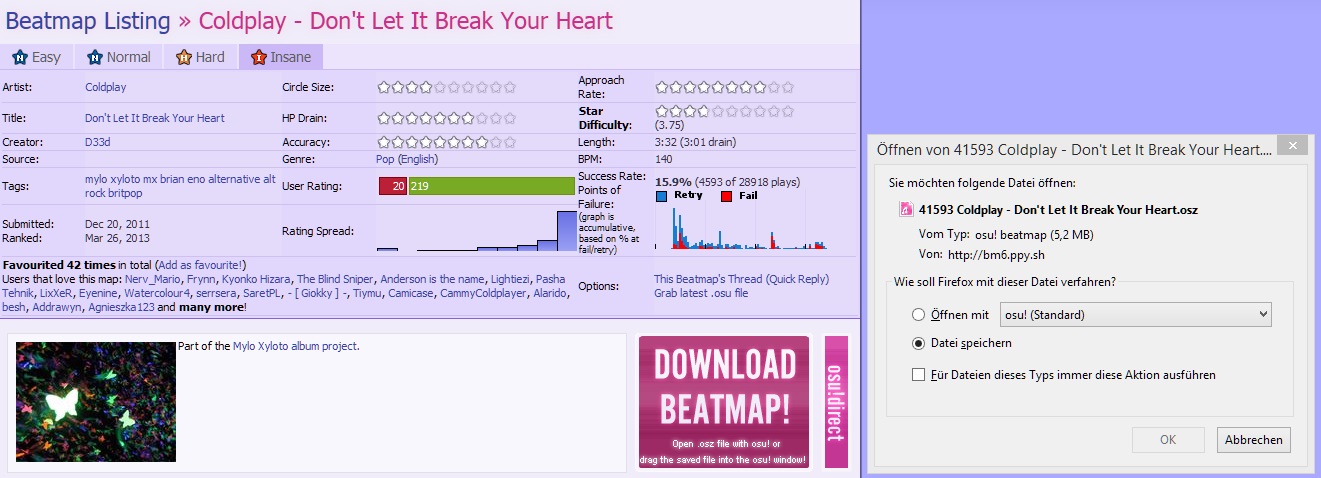 Beatmap Listing » Coldplay - Don't Let It Break Your Heart
Easy Normal Hard Insane
Artist: Coldplay Circle Size: Approach Rate:
Title: Don't Let It Break Your Heart HP Drain: Star Difficulty: (3.75)
Creator: D33d Accuracy: Length: 3:32 (3:01 drain)
Source: Genre: Pop (English) BPM: 140
Tags: mylo xyloto mx brian eno alternative alt rock britpop User Rating: 20 219 Success Rate: 15.9% (4593 of 28918 plays)
Points of Failure: (graph is accumulative, based on % at fail/retry) Retry Fail
Submitted: Dec 20, 2011
Ranked: Mar 26, 2013
Rating Spread:
Favourited 42 times in total (Add as favourite!)
Users that love this map: Nerv_Mario, Frynn, Kyonko Hizara, The Blind Sniper, Anderson is the name, Lightiezi, Pasha
Tehnik, LixXeR, Eyenine, Watercolour4, serrsera, SaretPL, - [ Giokky ] -, Tiymu, Camicase, CammyColdplayer, Alarido,
besh, Addrawyn, Agnieszka123 and many more!
Options: This Beatmap's Thread (Quick Reply)
Grab latest .osu file
Part of the Mylo Xyloto album project.
DOWNLOAD
BEATMAP!
Open .osz file with osu! or
drag the saved file into the osu! window!
osu!direct
Öffnen von 41593 Coldplay - Don't Let It Break Your Heart....
Sie möchten folgende Datei öffnen:
41593 Coldplay - Don't Let It Break Your Heart.osz
Vom Typ: osu! beatmap (5,2 MB)
Von: http://bm6.ppy.sh
Wie soll Firefox mit dieser Datei verfahren?
Öffnen mit osu! (Standard)
Datei speichern
Für Dateien dieses Typs immer diese Aktion ausführen
OK Abbrechen